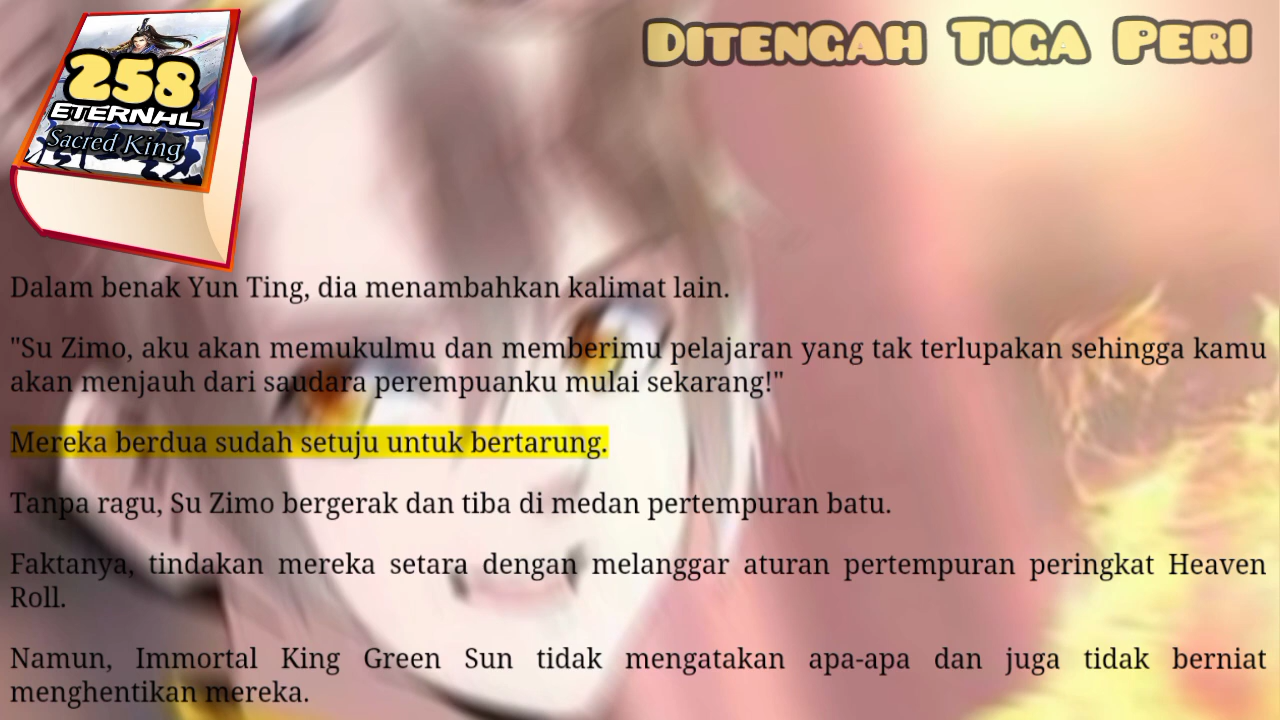 258
ETERNAL
Sacred King
DITENGAH TIGA PERI
Dalam benak Yun Ting, dia menambahkan kalimat lain.
"Su Zimo, aku akan memukulmu dan memberimu pelajaran yang tak terlupakan sehingga kamu
akan menjauh dari saudara perempuanku mulai sekarang!"
Mereka berdua sudah setuju untuk bertarung.
Tanpa ragu, Su Zimo bergerak dan tiba di medan pertempuran batu.
Faktanya, tindakan mereka setara dengan melanggar aturan pertempuran peringkat Heaven
Roll.
Namun, Immortal King Green Sun tidak mengatakan apa-apa dan juga tidak berniat
menghentikan mereka.